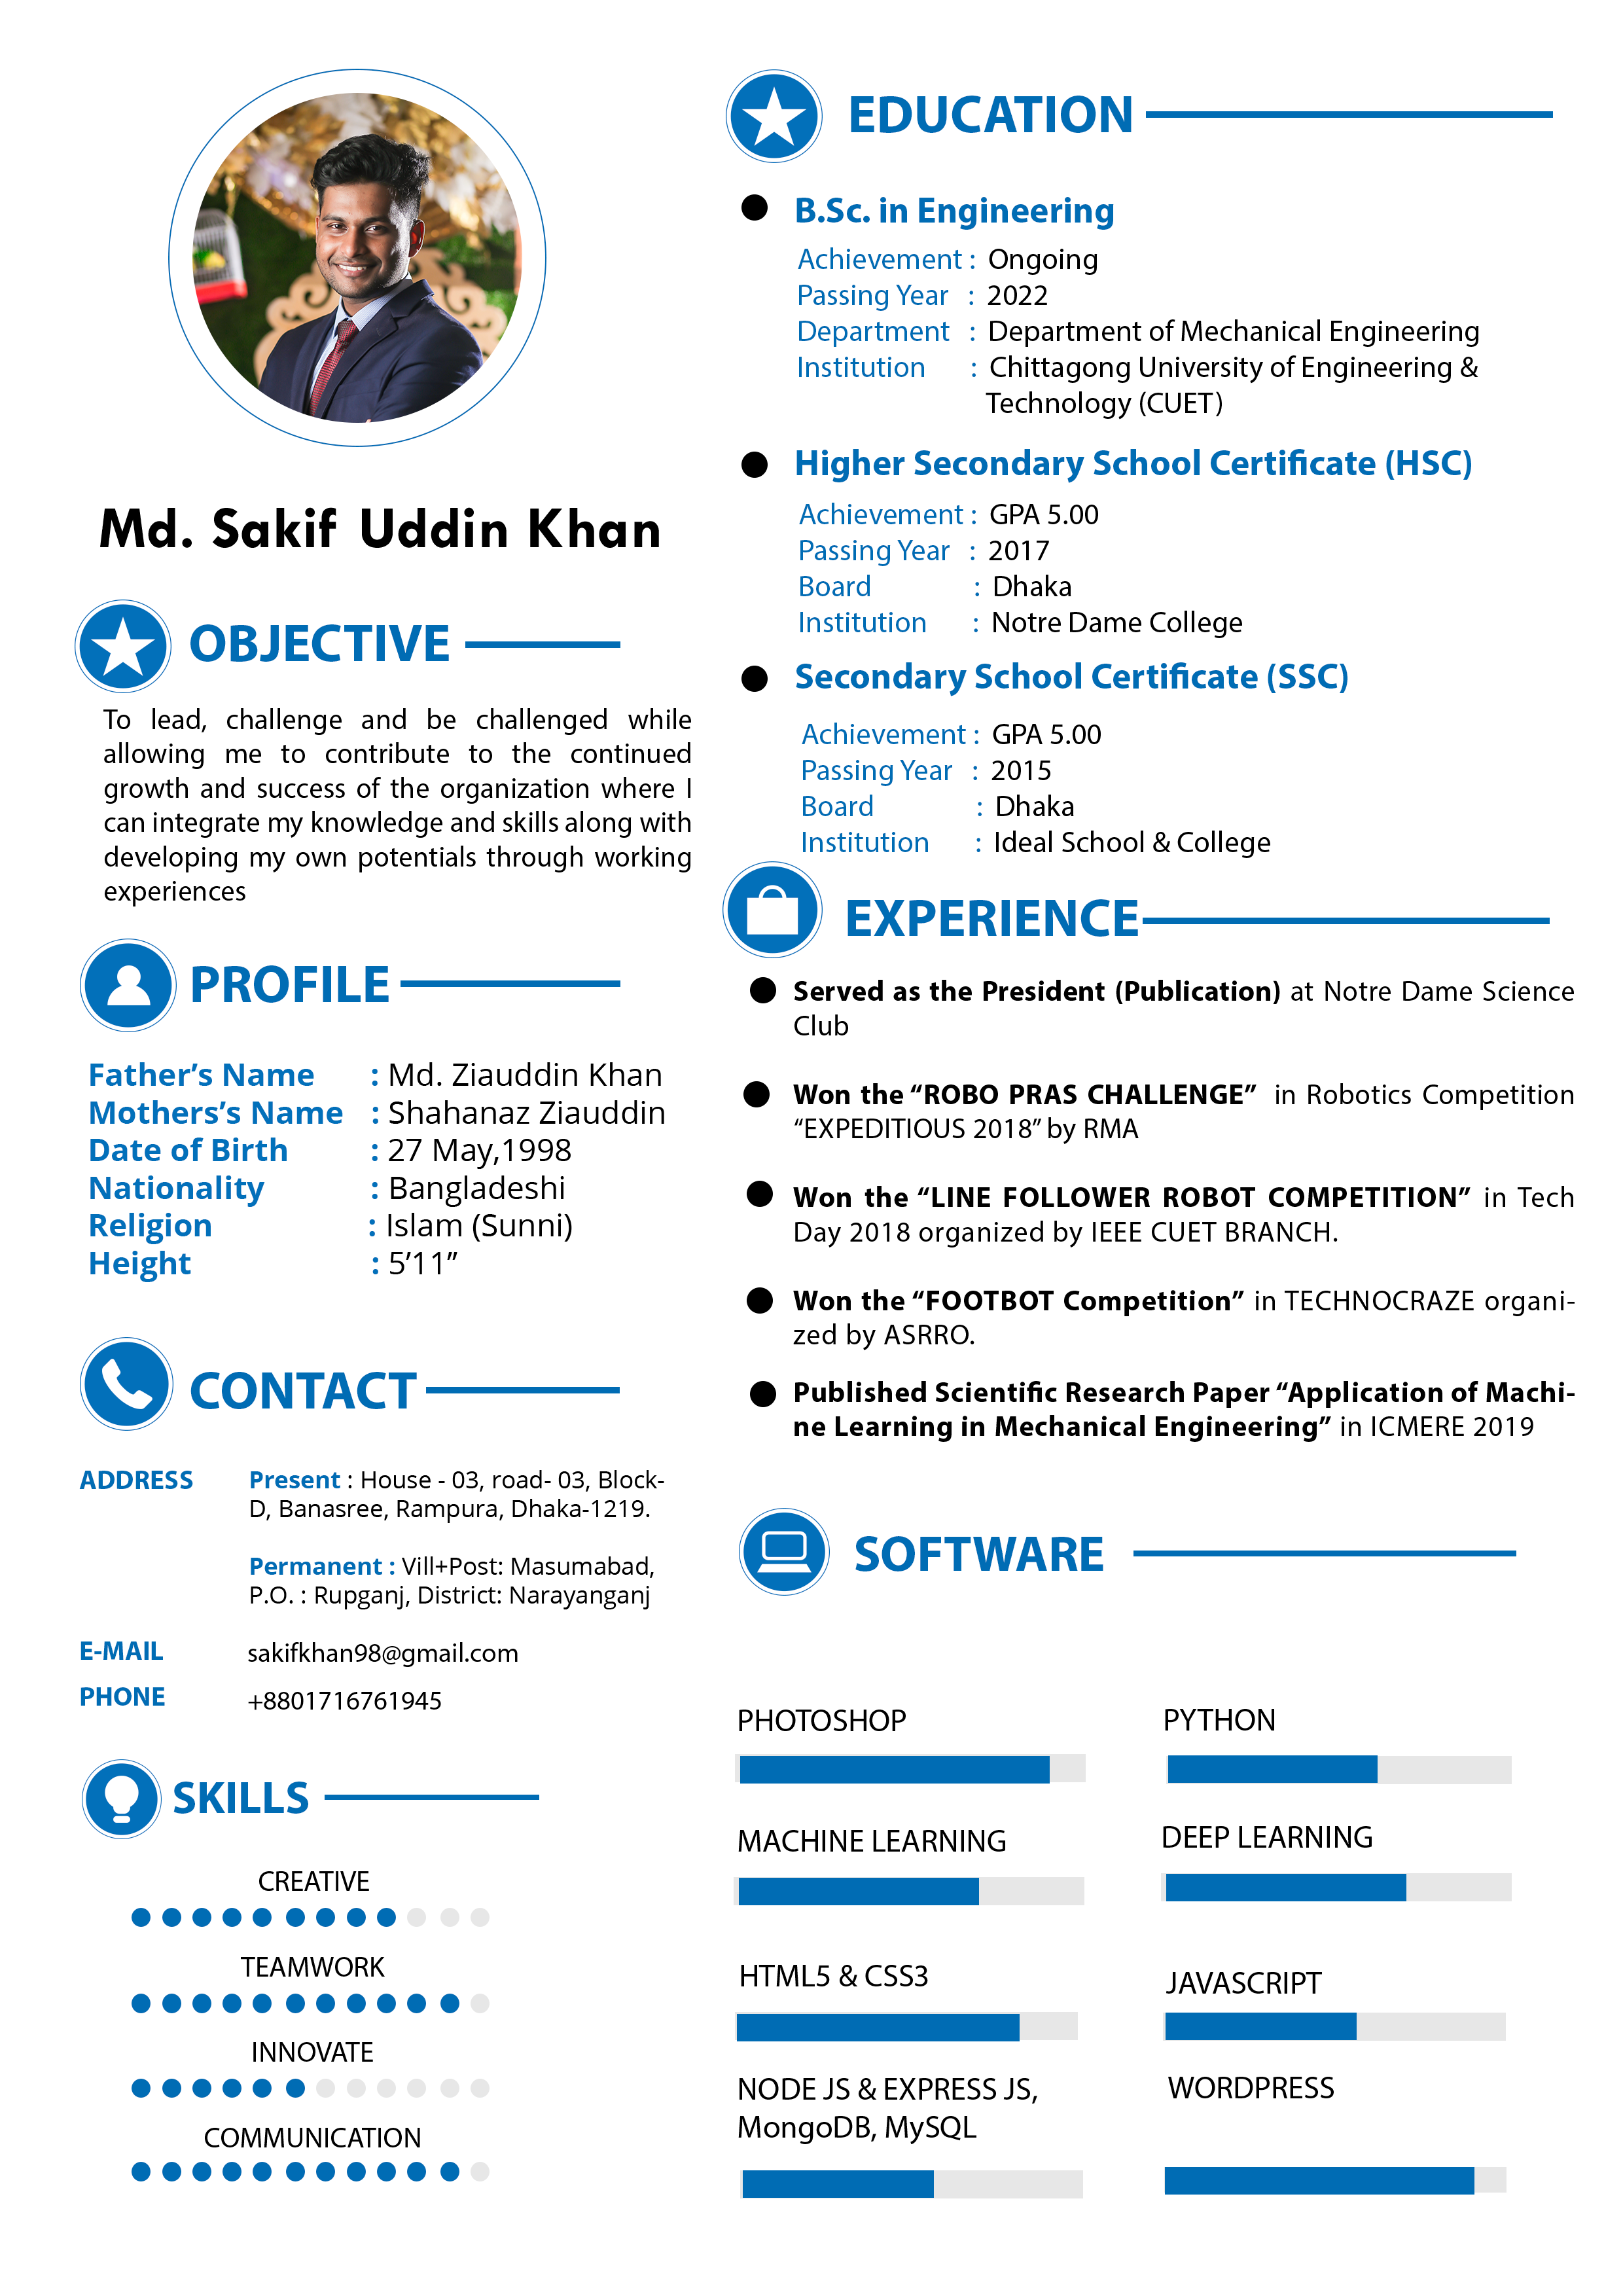 Md. Sakif Uddin Khan
OBJECTIVE
To lead, challenge and be challenged while
allowing me to contribute to the continued
growth and success of the organization where I
can integrate my knowledge and skills along with
developing my own potentials through working
experiences
PROFILE
Father’s Name : Md. Ziauddin Khan
Mothers’s Name : Shahanaz Ziauddin
Date of Birth : 27 May,1998
Nationality : Bangladeshi
Religion : Islam (Sunni)
Height : 5’11”
CONTACT
ADDRESS Present : House - 03, road- 03, Block-
D, Banasree, Rampura, Dhaka-1219.
Permanent : Vill+Post: Masumabad,
P.O. : Rupganj, District: Narayanganj
E-MAIL sakifkhan98@gmail.com
PHONE +8801716761945
SKILLS
CREATIVE
TEAMWORK
INNOVATE
COMMUNICATION
EDUCATION
B.Sc. in Engineering
Achievement : Ongoing
Passing Year : 2022
Department : Department of Mechanical Engineering
Institution : Chittagong University of Engineering &
Technology (CUET)
Higher Secondary School Certificate (HSC)
Achievement : GPA 5.00
Passing Year : 2017
Board : Dhaka
Institution : Notre Dame College
Secondary School Certificate (SSC)
Achievement : GPA 5.00
Passing Year : 2015
Board : Dhaka
Institution : Ideal School & College
EXPERIENCE
Served as the President (Publication) at Notre Dame Science
Club
Won the “ROBO PRAS CHALLENGE” in Robotics Competition
“EXPEDITIOUS 2018” by RMA
Won the “LINE FOLLOWER ROBOT COMPETITION” in Tech
Day 2018 organized by IEEE CUET BRANCH.
Won the “FOOTBOT Competition” in TECHNOCRAZE organi-
zed by ASRRO.
Published Scientific Research Paper “Application of Machi-
ne Learning in Mechanical Engineering” in ICMERE 2019
SOFTWARE
PHOTOSHOP
PYTHON
MACHINE LEARNING
DEEP LEARNING
HTML5 & CSS3
JAVASCRIPT
NODE JS & EXPRESS JS,
MongoDB, MySQL
WORDPRESS